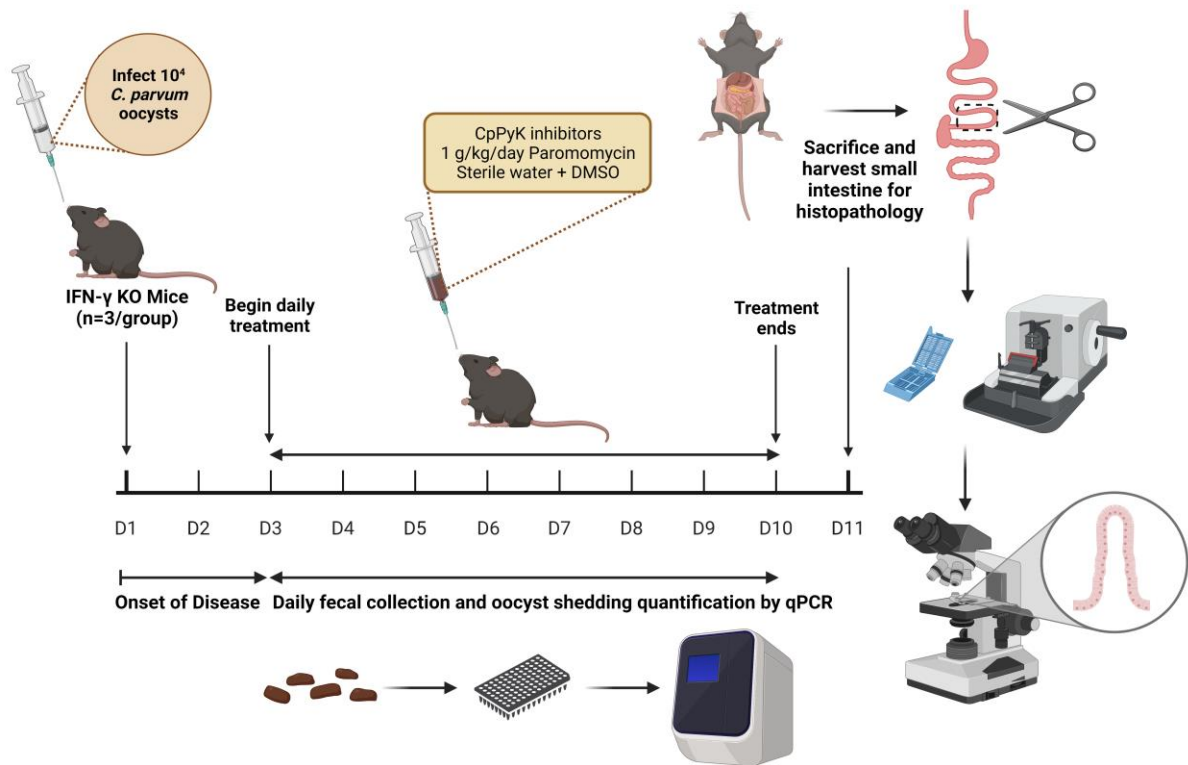 Infect 10⁴
C. parvum
oocysts
CpPyK inhibitors
1 g/kg/day Paromomycin
Sterile water + DMSO
Sacrifice and
harvest small
intestine for
histopathology
IFN-γ KO Mice
(n=3/group)
Begin daily
treatment
Treatment
ends
D1 D2 D3 D4 D5 D6 D7 D8 D9 D10 D11
Onset of Disease Daily fecal collection and oocyst shedding quantification by qPCR